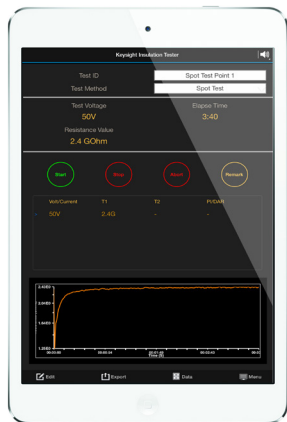 Keysight Insulation Tester
Test ID
Spot Test Point 1
Test Method
Spot Test
Test Voltage
Elapse Time
50V
3:40
Resistance Value
2.4 GOhm
Start
Stop
Reset
Remark
Volt/Current T1 T2 PI/DAR
- 50V 2.4G - -
Time (S)
Edit
Export
Data
Menu